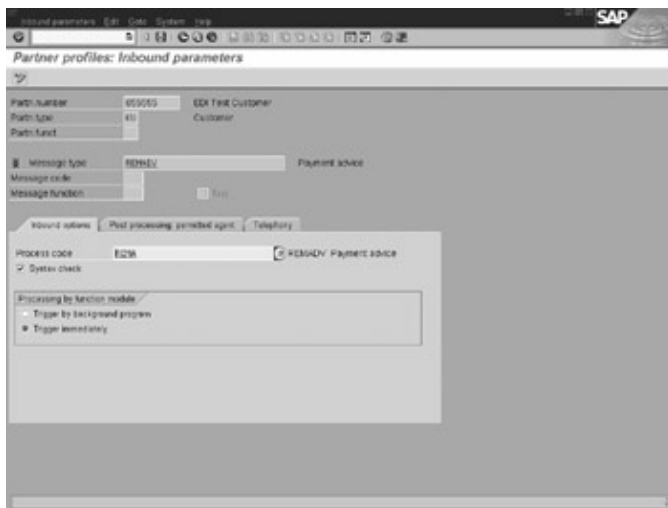 Inbound parameters Edit Goto System Help
SAP
Partner profiles: Inbound parameters
Partn.number EDI Test Customer
Partn.type KU Customer
Partn.funct.
Message type REMADV Payment advice
Message code
Message function Test
Inbound options Post processing: permitted agent Telephony
Process code REMADV Payment advice
Syntax check
Processing by function module
Trigger by background program
Trigger immediately